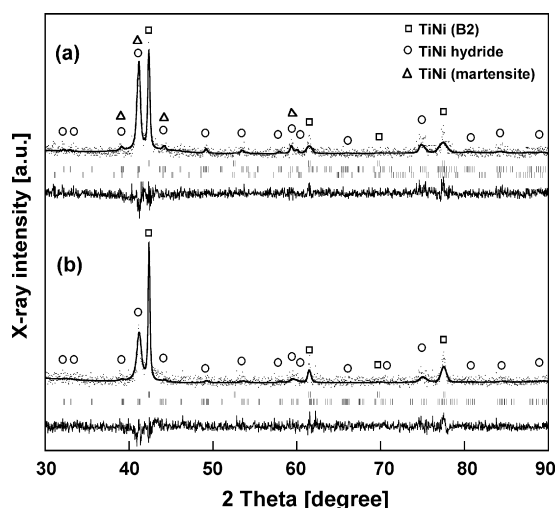 □ TiNi (B2)
○ TiNi hydride
△ TiNi (martensite)
(a)
(b)
X-ray intensity [a.u.]
30 40 50 60 70 80 90
2 Theta [degree]